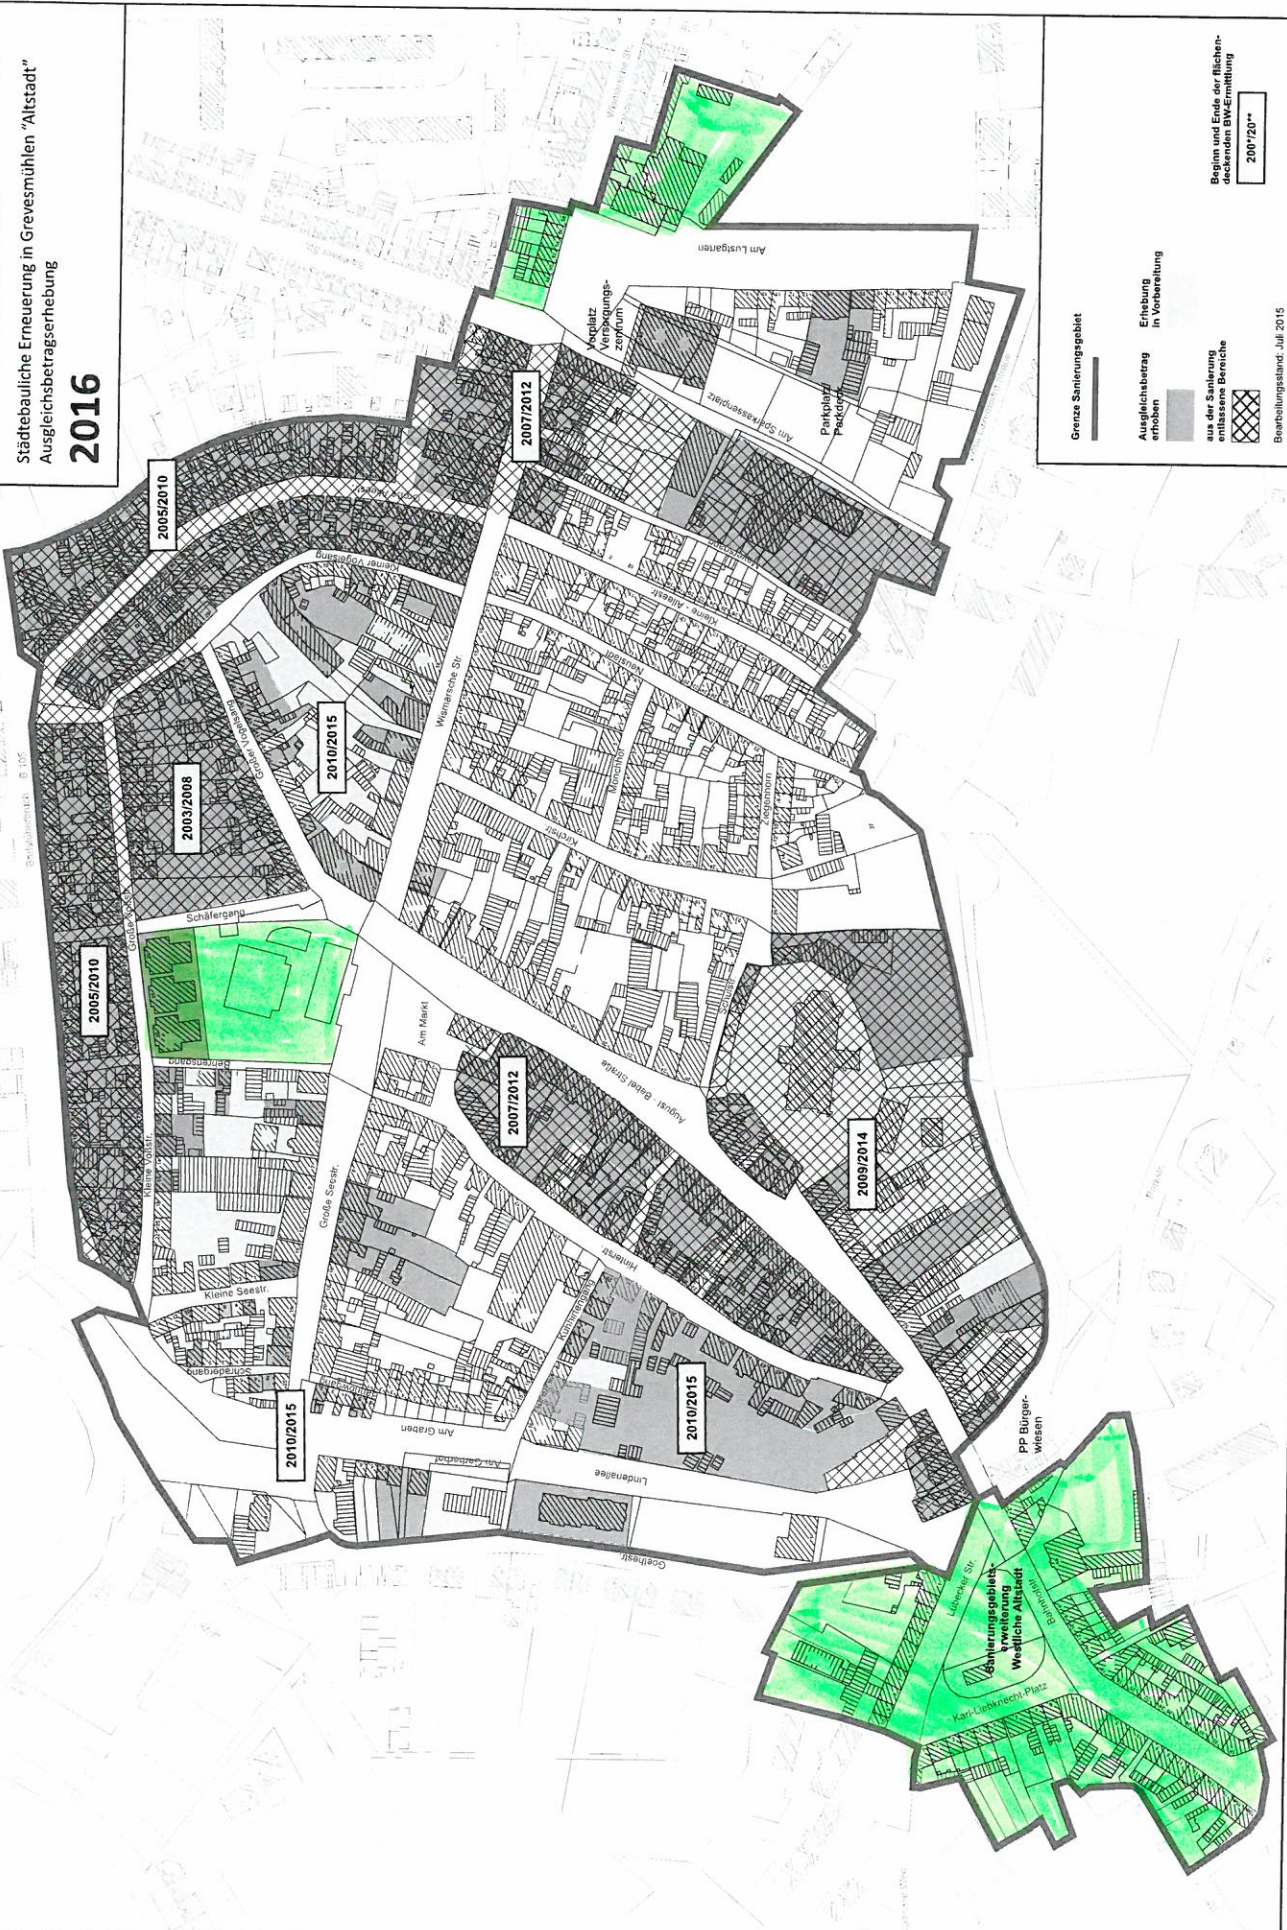 Städtebauliche Erneuerung in Grevesmühlen "Altstadt"
Ausgleichsbetragserhebung
2016
2005/2010
2005/2010
2003/2008
2010/2015
2007/2012
2007/2012
2009/2014
2010/2015
2010/2015
Schäfergang
Großer Vogelsang
Kleiner Vogelsang
Wismarsche Str.
Kleine Seestr.
Große Seestr.
Am Markt
August - Bebel Straße
Hinterstr.
Kirchstr.
Mönchhof
Neustadt
Ziegenhorn
Kleine - Alleestr.
Am Sparkassenplatz
Vorplatz
Versorgungs-
zentrum
Parkplatz/
Parkdeck
Am Lustgarten
Am Graben
Lindenallee
Goethestr.
PP Bürger-
wiesen
Lübecker Str.
Bahnhofstr.
Karl-Liebknecht-Platz
Sanierungsgebiets-
erweiterung
Westliche Altstadt
Grenze Sanierungsgebiet
Ausgleichsbetrag
erhoben
Erhebung
in Vorbereitung
aus der Sanierung
entlassene Bereiche
Beginn und Ende der flächen-
deckenden BW-Ermittlung
200*/20**
Bearbeitungsstand: Juli 2015